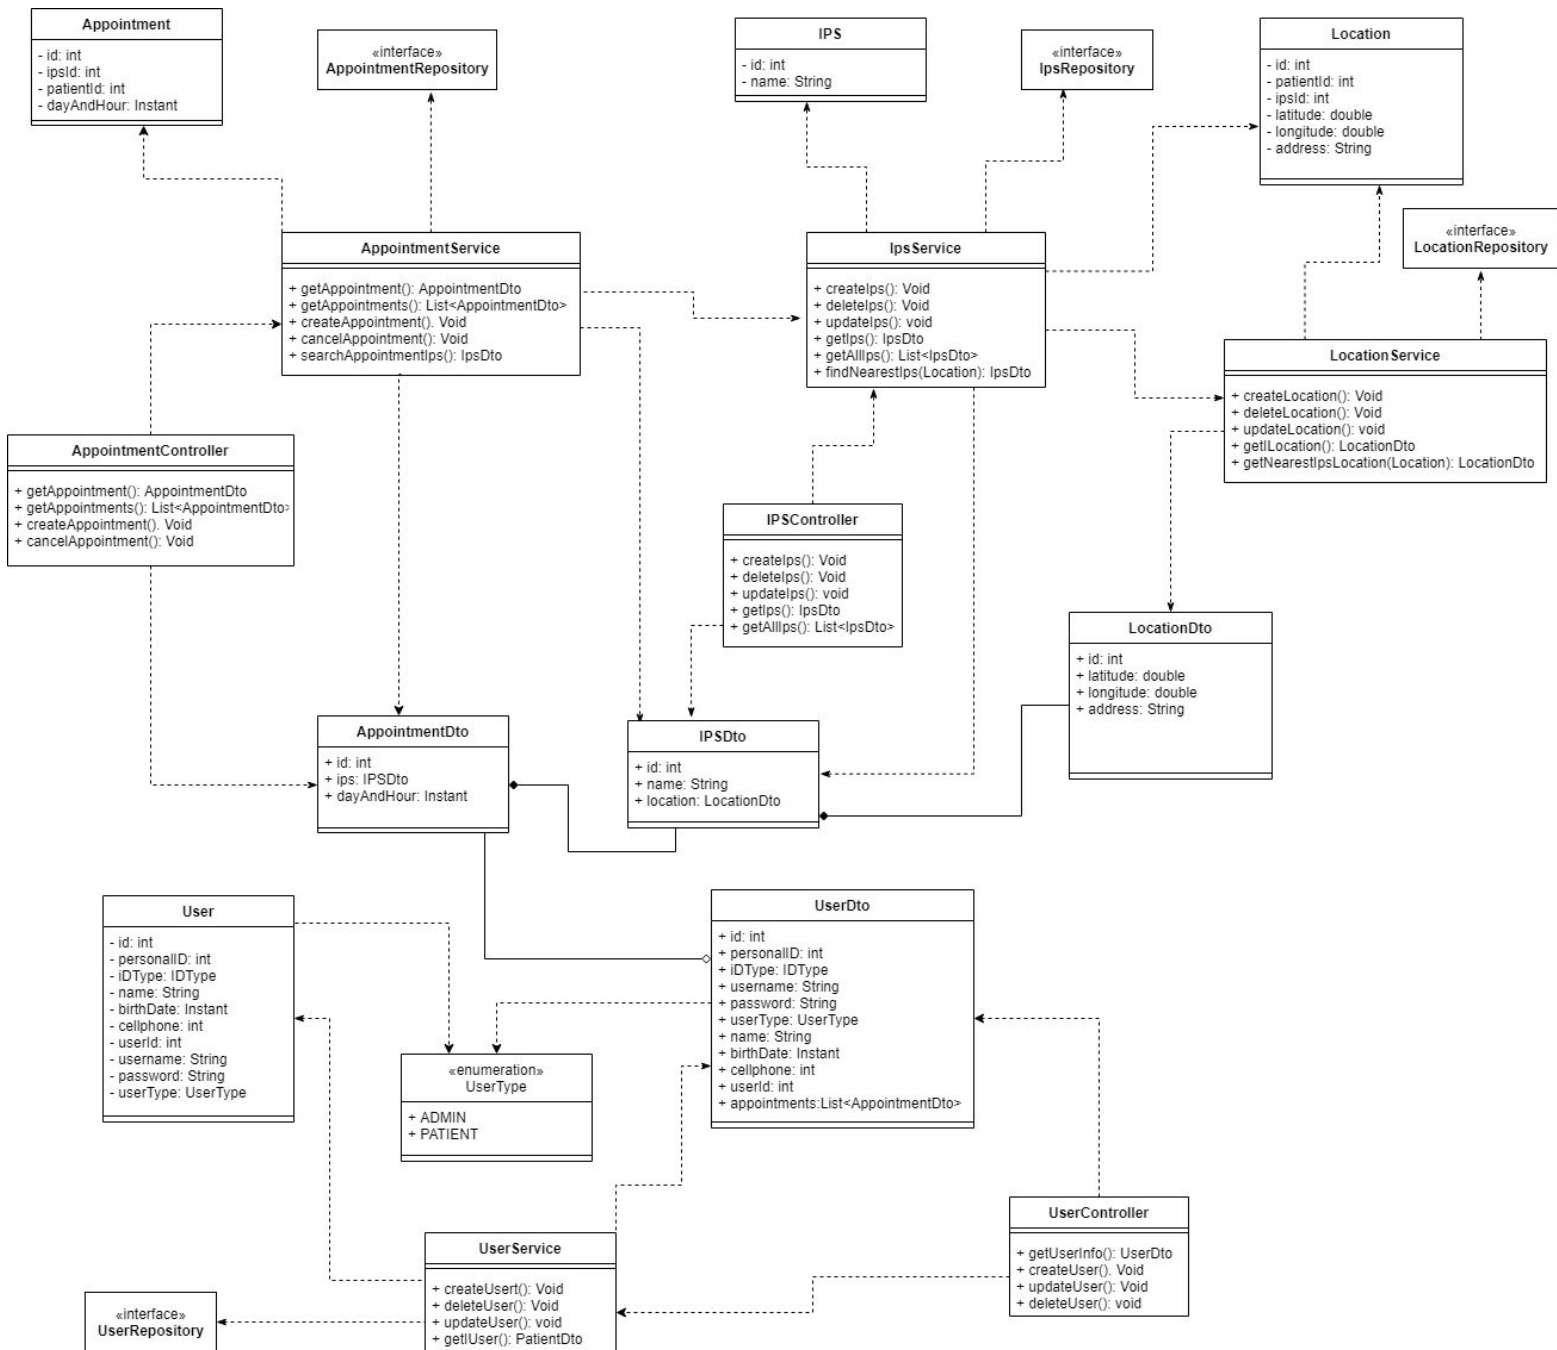 Appointment
- id: int
- ipsId: int
- patientId: int
- dayAndHour: Instant
«interface»
AppointmentRepository
IPS
- id: int
- name: String
«interface»
IpsRepository
Location
- id: int
- patientId: int
- ipsId: int
- latitude: double
- longitude: double
- address: String
«interface»
LocationRepository
AppointmentService
+ getAppointment(): AppointmentDto
+ getAppointments(): List<AppointmentDto>
+ createAppointment(). Void
+ cancelAppointment(): Void
+ searchAppointmentIps(): IpsDto
IpsService
+ createIps(): Void
+ deleteIps(): Void
+ updateIps(): void
+ getIps(): IpsDto
+ getAllIps(): List<IpsDto>
+ findNearestIps(Location): IpsDto
LocationService
+ createLocation(): Void
+ deleteLocation(): Void
+ updateLocation(): void
+ getlLocation(): LocationDto
+ getNearestIpsLocation(Location): LocationDto
AppointmentController
+ getAppointment(): AppointmentDto
+ getAppointments(): List<AppointmentDto>
+ createAppointment(). Void
+ cancelAppointment(): Void
IPSController
+ createIps(): Void
+ deleteIps(): Void
+ updateIps(): void
+ getIps(): IpsDto
+ getAllIps(): List<IpsDto>
LocationDto
+ id: int
+ latitude: double
+ longitude: double
+ address: String
AppointmentDto
+ id: int
+ ips: IPSDto
+ dayAndHour: Instant
IPSDto
+ id: int
+ name: String
+ location: LocationDto
User
- id: int
- personalID: int
- iDType: IDType
- name: String
- birthDate: Instant
- cellphone: int
- userId: int
- username: String
- password: String
- userType: UserType
UserDto
+ id: int
+ personalID: int
+ iDType: IDType
+ username: String
+ password: String
+ userType: UserType
+ name: String
+ birthDate: Instant
+ cellphone: int
+ userId: int
+ appointments:List<AppointmentDto>
«enumeration»
UserType
+ ADMIN
+ PATIENT
UserController
+ getUserInfo(): UserDto
+ createUser(). Void
+ updateUser(): Void
+ deleteUser(): void
UserService
+ createUsert(): Void
+ deleteUser(): Void
+ updateUser(): void
+ getlUser(): PatientDto
«interface»
UserRepository